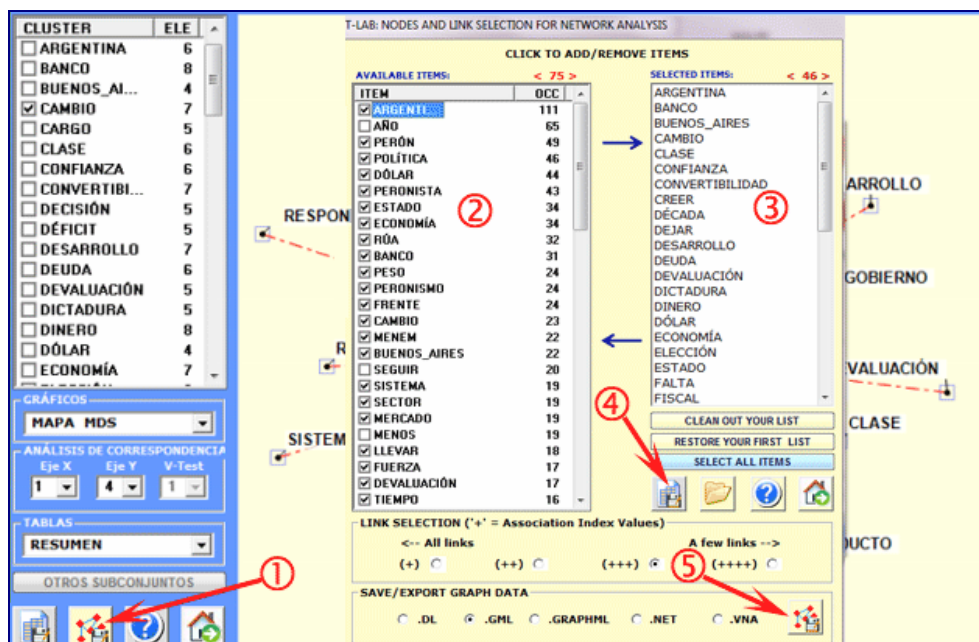 CLUSTER ELE
ARGENTINA 6
BANCO 8
BUENOS_AI... 4
CAMBIO 7
CARGO 5
CLASE 6
CONFIANZA 6
CONVERTIBI... 7
DECISIÓN 5
DÉFICIT 5
DESARROLLO 7
DEUDA 6
DEVALUACIÓN 5
DICTADURA 5
DINERO 8
DÓLAR 4
ECONOMÍA 7
GRÁFICOS
MAPA MDS
ANÁLISIS DE CORRESPONDENCIA
Eje X Eje Y V-Test
1 4 1
TABLAS
RESUMEN
OTROS SUBCONJUNTOS
1
RESPON
R
SISTEM
T-LAB: NODES AND LINK SELECTION FOR NETWORK ANALYSIS
CLICK TO ADD/REMOVE ITEMS
AVAILABLE ITEMS: < 75 >
ITEM OCC
ARGENTI
111
AÑO 65
PERÓN 49
POLÍTICA 46
DÓLAR 44
PERONISTA 43
ESTADO 34
ECONOMÍA 34
RÚA 32
BANCO 31
PESO 24
PERONISMO 24
FRENTE 24
CAMBIO 23
MENEM 22
BUENOS_AIRES 22
SEGUIR 20
SISTEMA 19
SECTOR 19
MERCADO 19
MENOS 19
LLEVAR 18
FUERZA 17
DEVALUACIÓN 17
TIEMPO 16
2
SELECTED ITEMS: < 46 >
ARGENTINA
BANCO
BUENOS_AIRES
CAMBIO
CLASE
CONFIANZA
CONVERTIBILIDAD
CREER
DÉCADA
DEJAR
DESARROLLO
DEUDA
DEVALUACIÓN
DICTADURA
DINERO
DÓLAR
ECONOMÍA
ELECCIÓN
ESTADO
FALTA
FISCAL
3
4
CLEAN OUT YOUR LIST
RESTORE YOUR FIRST LIST
SELECT ALL ITEMS
LINK SELECTION ('+' = Association Index Values)
<-- All links A few links -->
(+) (++) (+++) (++++)
5
SAVE/EXPORT GRAPH DATA
.DL .GML .GRAPHML .NET .VNA
ARROLLO
GOBIERNO
VALUACIÓN
CLASE
UCTO